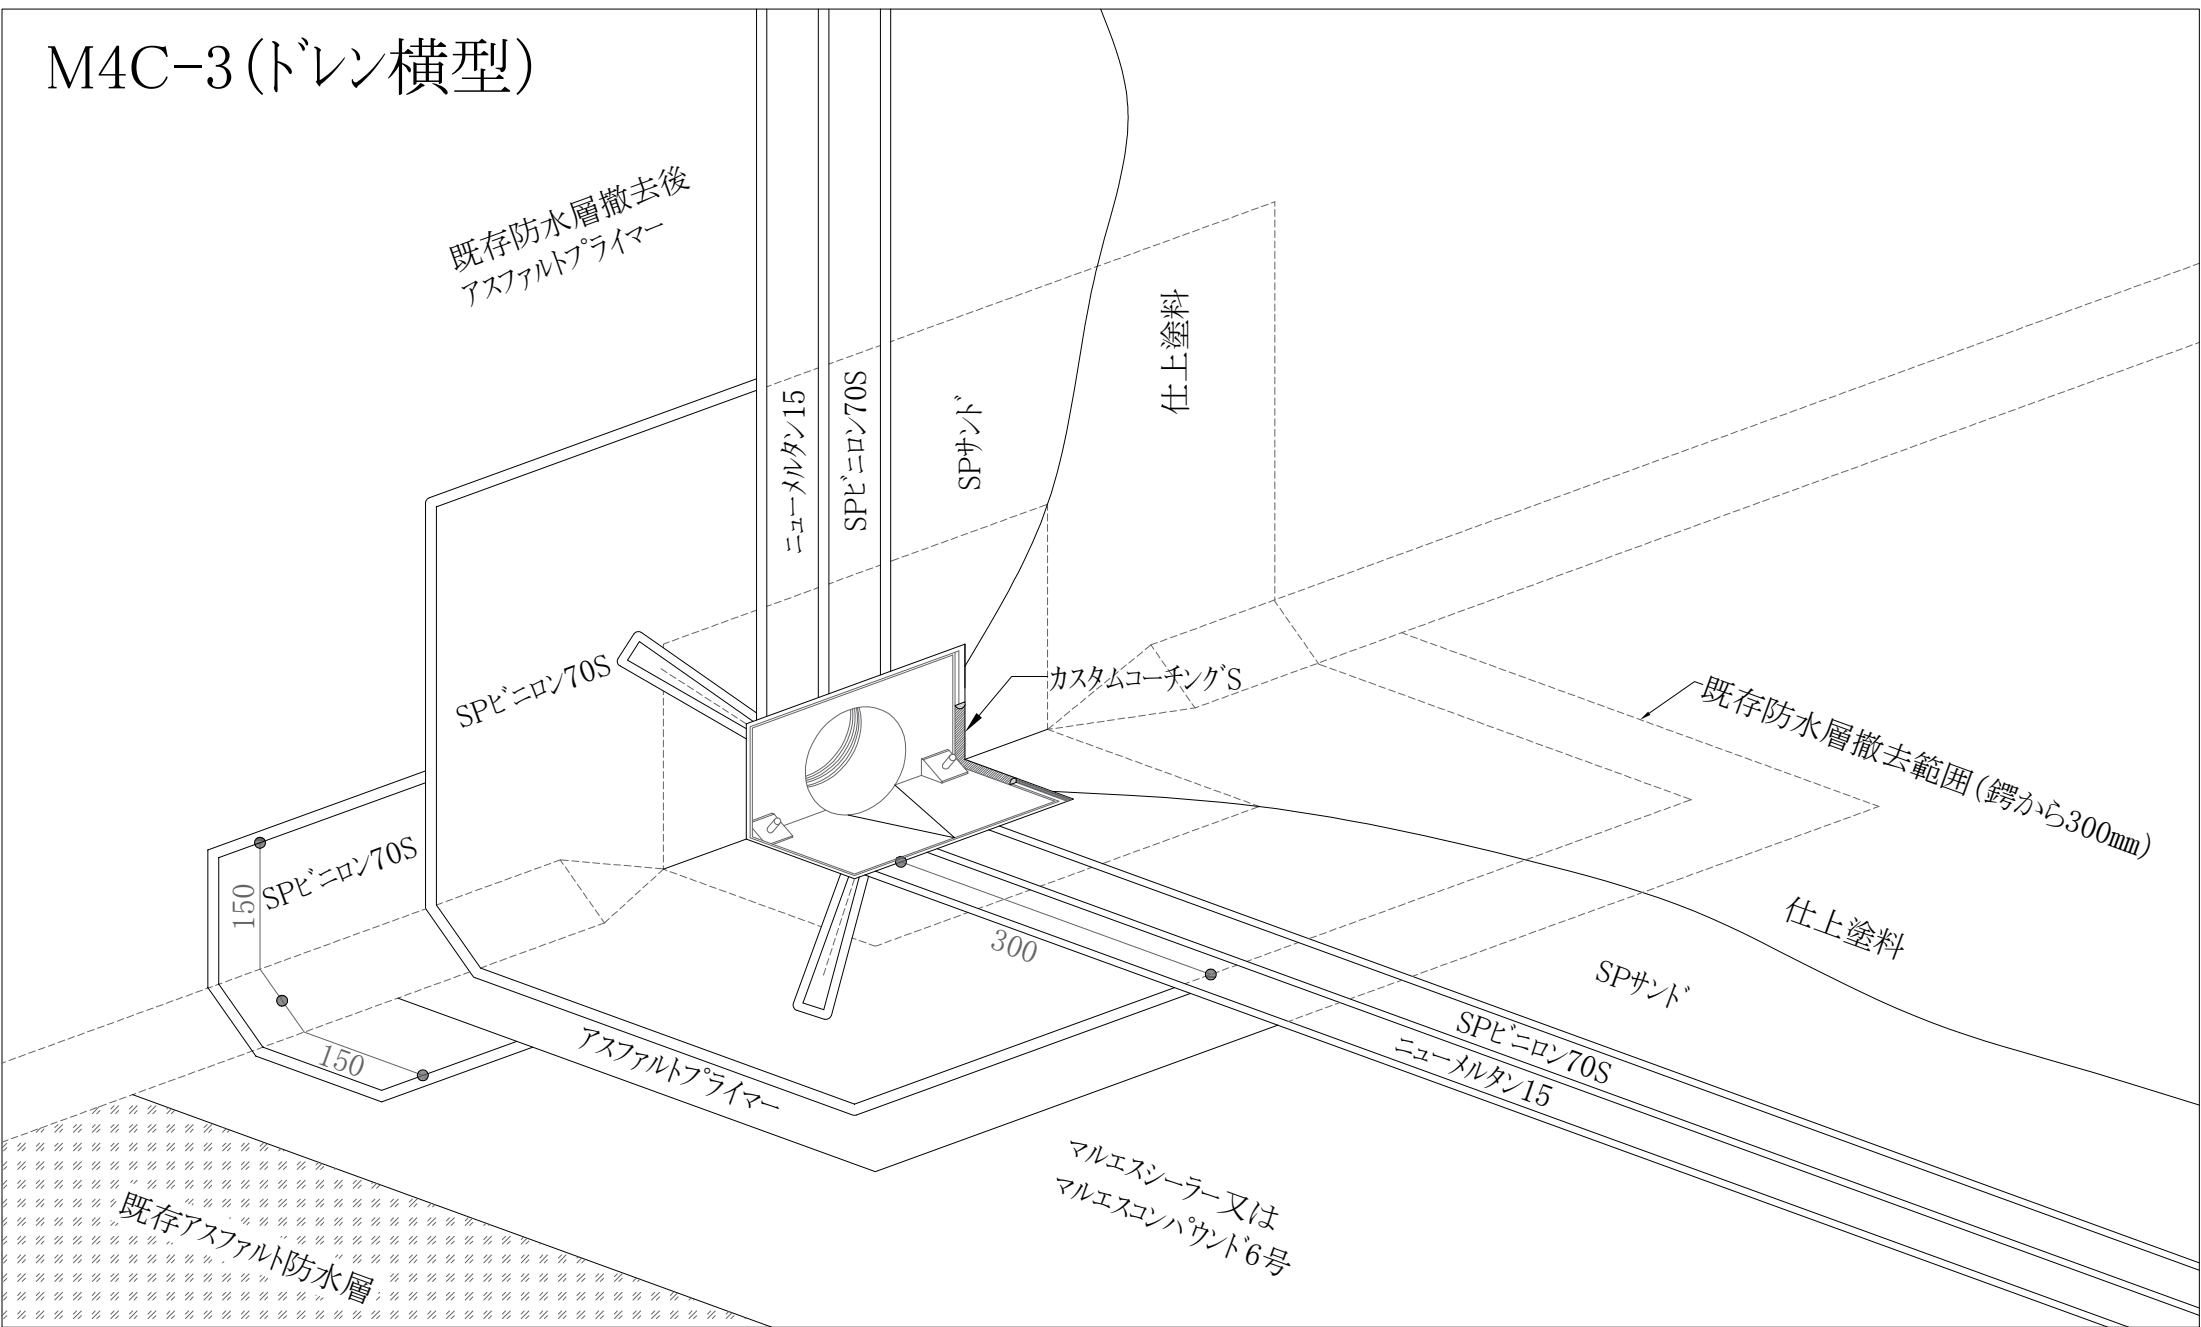 M4C-3(ドレン横型)
既存防水層撤去後
アスファルトプライマー
仕上塗料
ニューメルタン15
SPビニロン70S
SPサンド
SPビニロン70S
カスタムコーチングS
既存防水層撤去範囲(鍔から300㎜)
SPビニロン70S
150
150
300
仕上塗料
SPサンド
SPビニロン70S
ニューメルタン15
アスファルトプライマー
マルエスシーラー又は
マルエスコンパウンド6号
既存アスファルト防水層